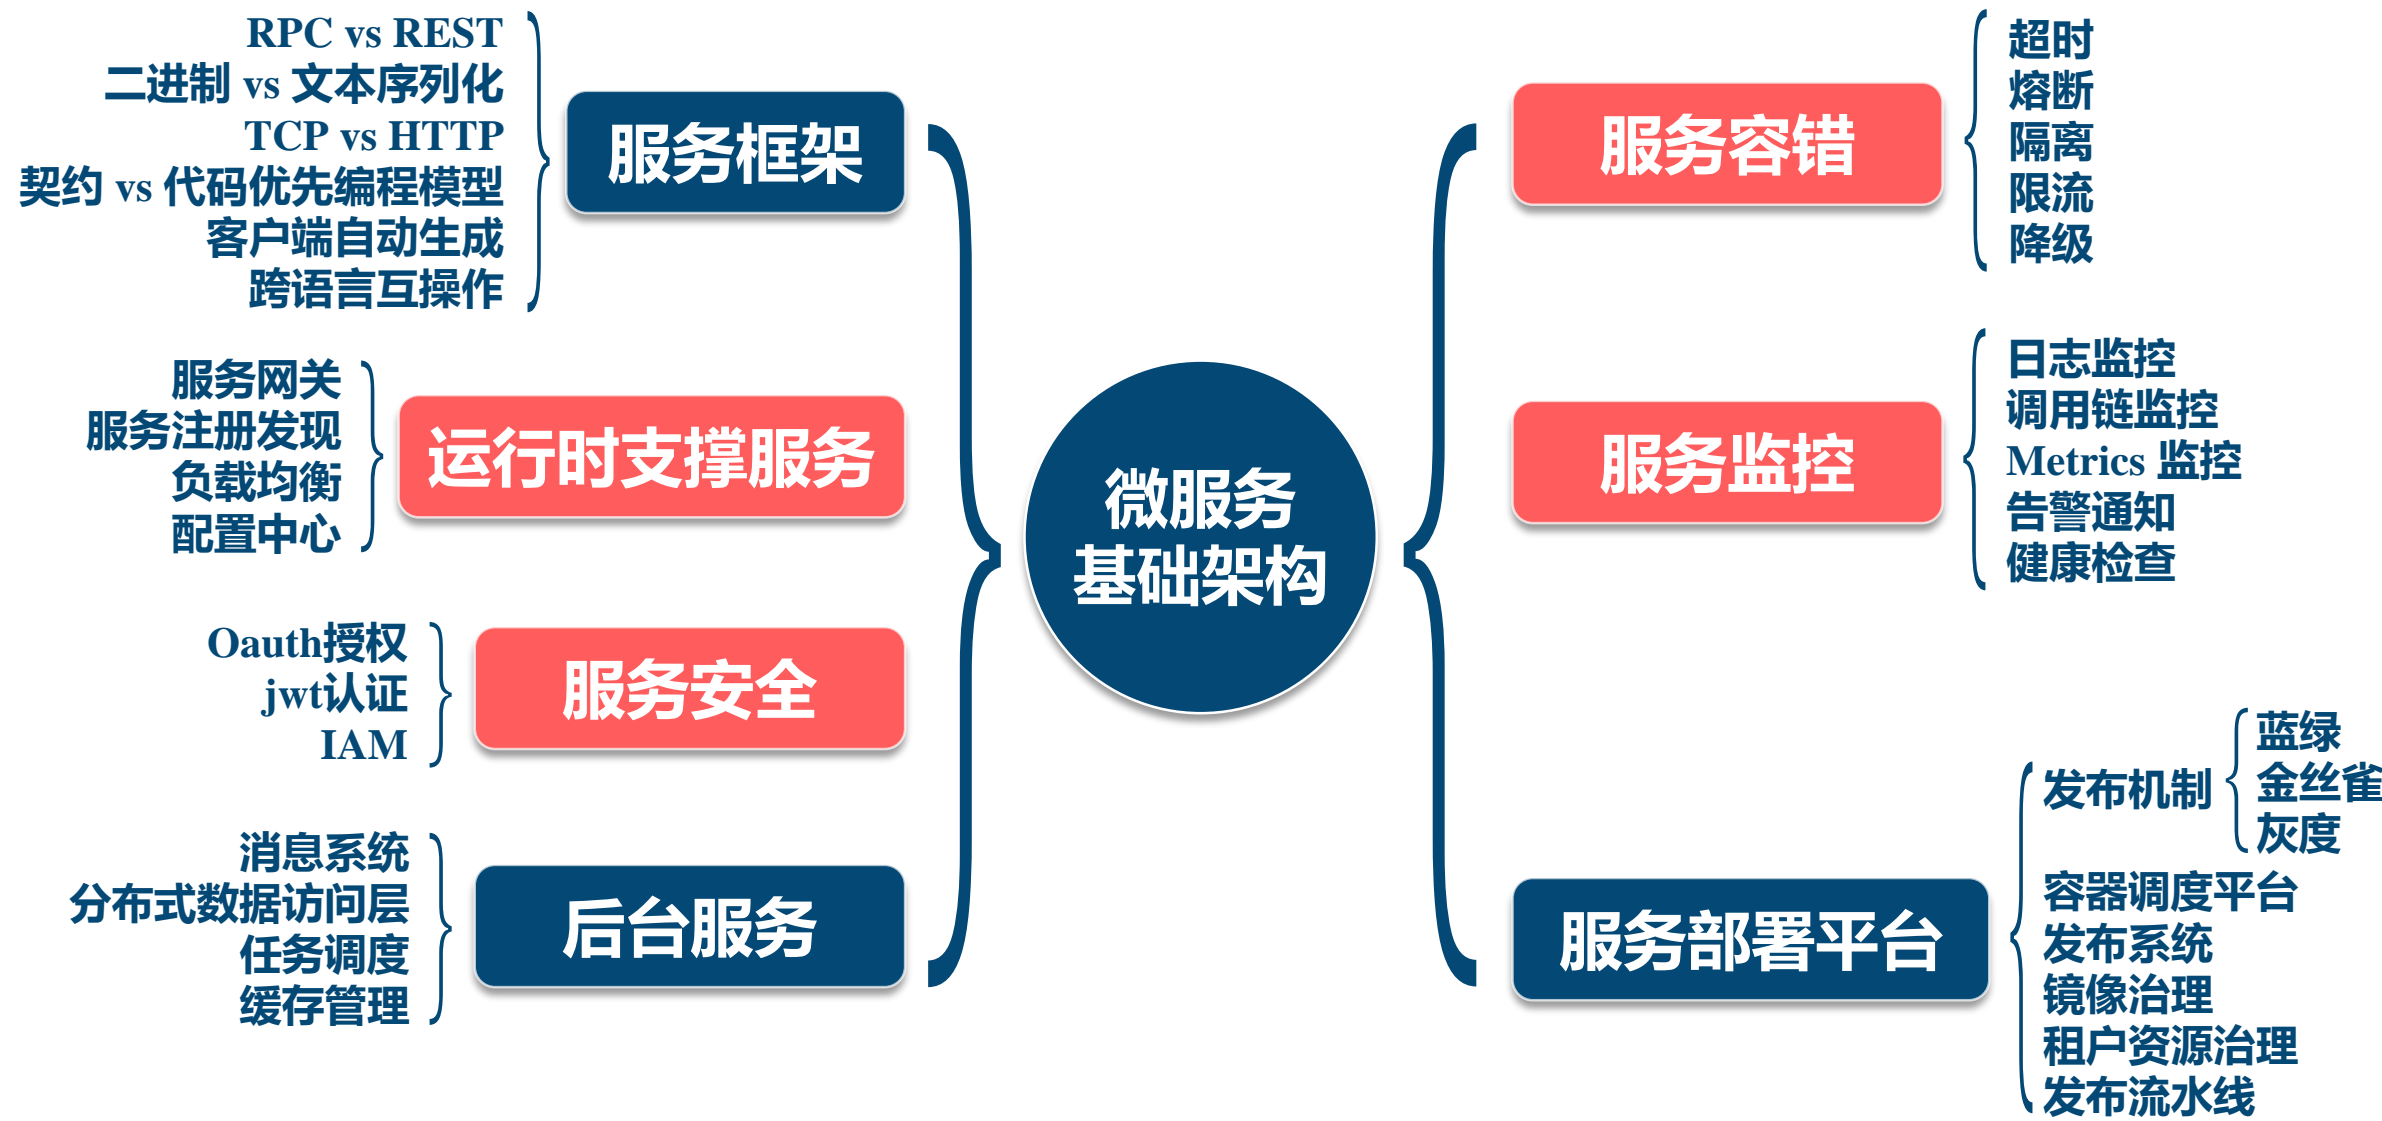 RPC vs REST
二进制 vs 文本序列化
TCP vs HTTP
契约 vs 代码优先编程模型
客户端自动生成
跨语言互操作
服务框架
服务网关
服务注册发现
负载均衡
配置中心
运行时支撑服务
Oauth授权
jwt认证
IAM
服务安全
消息系统
分布式数据访问层
任务调度
缓存管理
后台服务
微服务
基础架构
服务容错
超时
熔断
隔离
限流
降级
服务监控
日志监控
调用链监控
Metrics 监控
告警通知
健康检查
服务部署平台
发布机制
蓝绿
金丝雀
灰度
容器调度平台
发布系统
镜像治理
租户资源治理
发布流水线